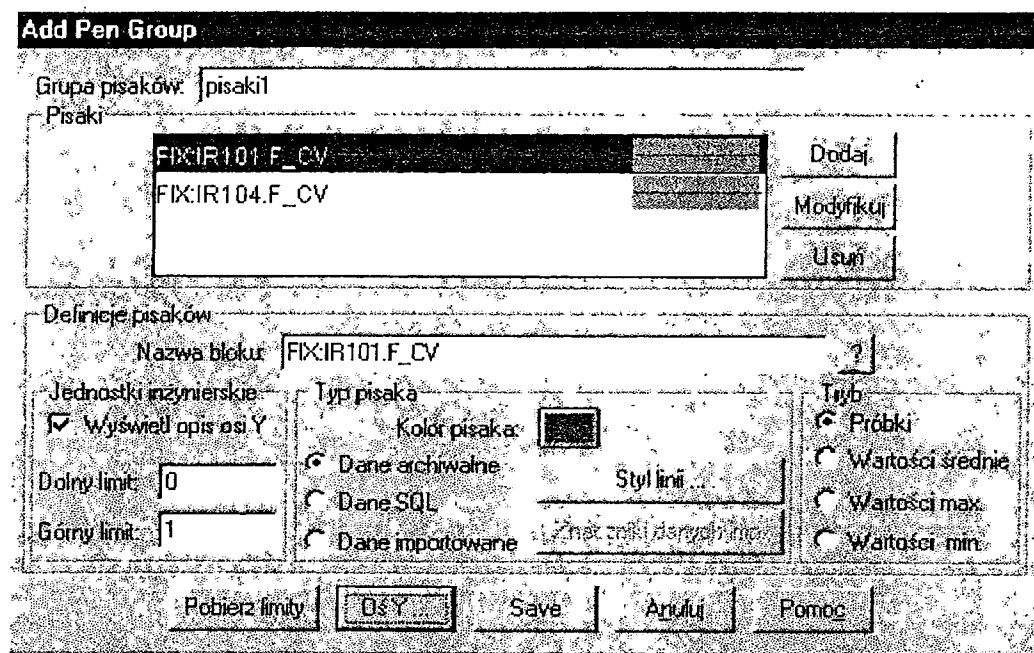 Add Pen Group
Grupa pisaków: pisaki1
Pisaki
FIX:IR101.F_CV
FIX:IR104.F_CV
Dodaj
Modyfikuj
Usuń
Definicje pisaków
Nazwa bloku: FIX:IR101.F_CV ?
Jednostki inżynierskie
Wyświetl opis osi Y
Dolny limit: 0
Górny limit: 1
Typ pisaka
Kolor pisaka:
Dane archiwalne
Dane SQL
Dane importowane
Styl linii ...
Znaczniki danych
Tryb
Próbki
Wartości średnie
Wartości max.
Wartości min.
Pobierz limity
Oś Y...
Save
Anuluj
Pomoc